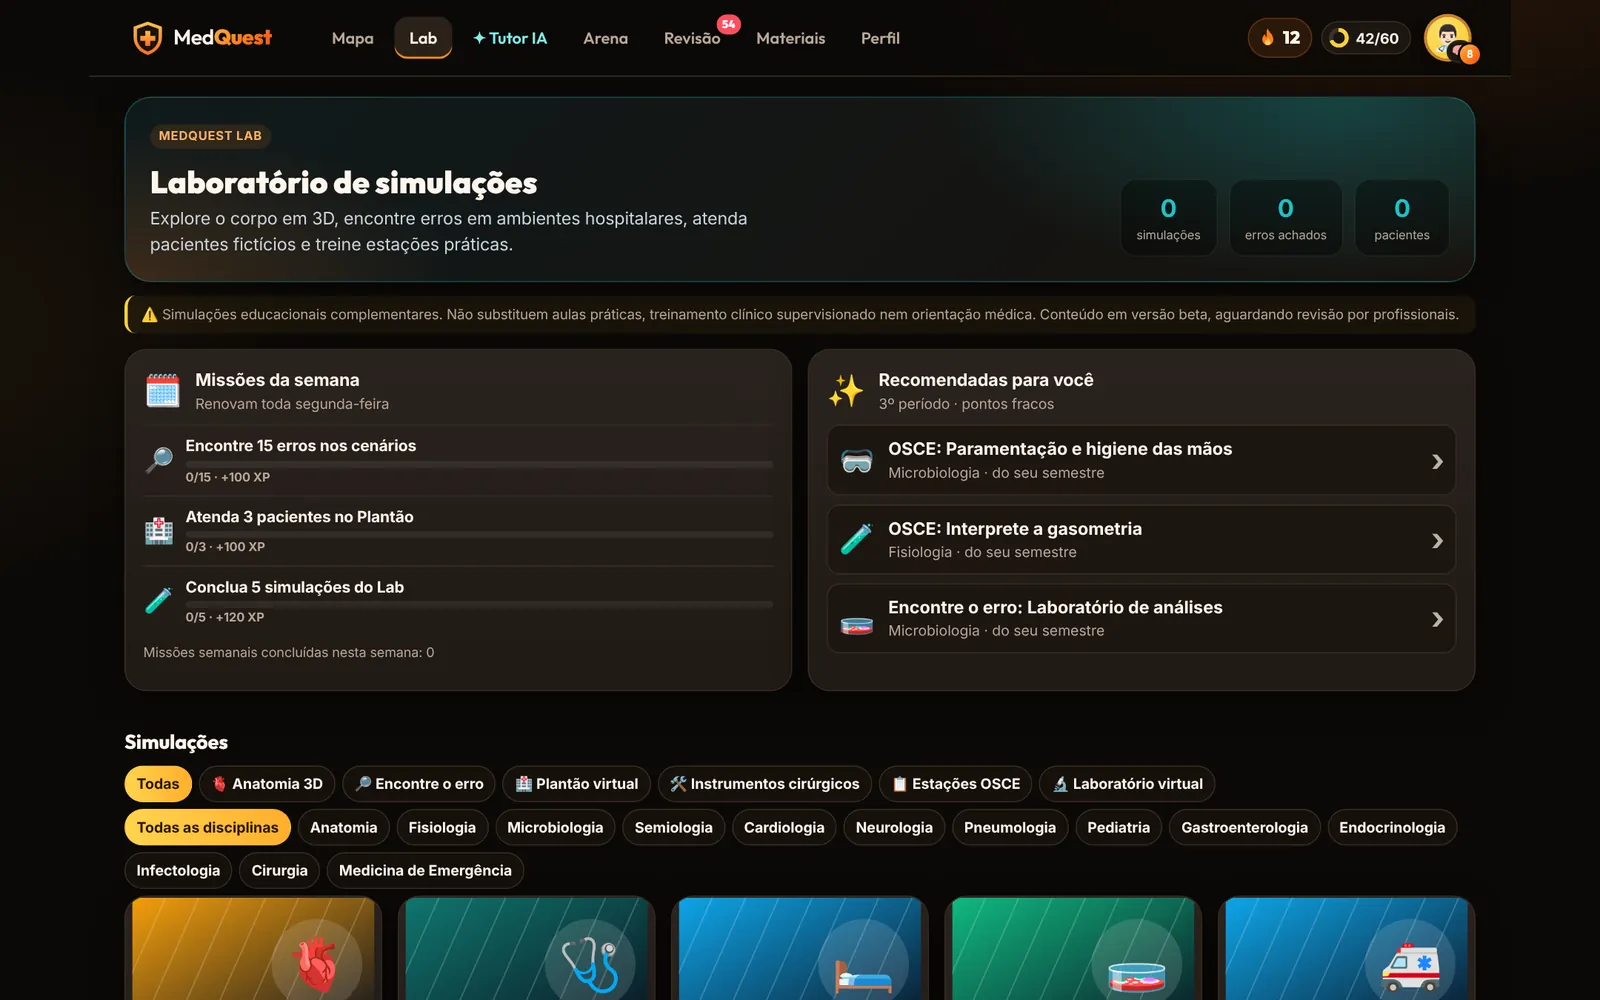 MedQuest
Mapa
Lab
Tutor IA
Arena
Revisão
54
Materiais
Perfil
12
42/60
8
MEDQUEST LAB
Laboratório de simulações
Explore o corpo em 3D, encontre erros em ambientes hospitalares, atenda
pacientes fictícios e treine estações práticas.
0
simulações
0
erros achados
0
pacientes
Simulações educacionais complementares. Não substituem aulas práticas, treinamento clínico supervisionado nem orientação médica. Conteúdo em versão beta, aguardando revisão por profissionais.
Missões da semana
Renovam toda segunda-feira
Encontre 15 erros nos cenários
0/15 · +100 XP
Atenda 3 pacientes no Plantão
0/3 · +100 XP
Conclua 5 simulações do Lab
0/5 · +120 XP
Missões semanais concluídas nesta semana: 0
Recomendadas para você
3º período · pontos fracos
OSCE: Paramentação e higiene das mãos
Microbiologia · do seu semestre
OSCE: Interprete a gasometria
Fisiologia · do seu semestre
Encontre o erro: Laboratório de análises
Microbiologia · do seu semestre
Simulações
Todas
Anatomia 3D
Encontre o erro
Plantão virtual
Instrumentos cirúrgicos
Estações OSCE
Laboratório virtual
Todas as disciplinas
Anatomia
Fisiologia
Microbiologia
Semiologia
Cardiologia
Neurologia
Pneumologia
Pediatria
Gastroenterologia
Endocrinologia
Infectologia
Cirurgia
Medicina de Emergência